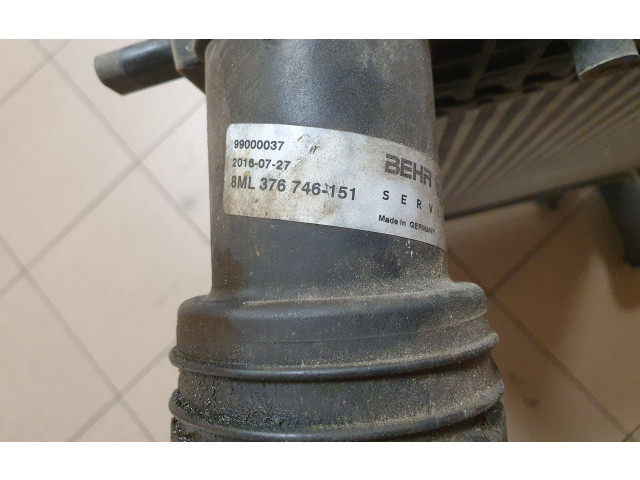 99000037
2016-07-27
8ML 376 746-151
BEHR
SERV
Made in GERMANY